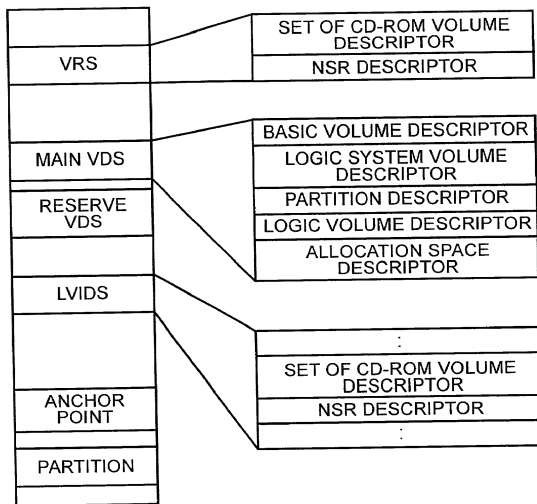 VRS
MAIN VDS
RESERVE
VDS
LVIDS
ANCHOR
POINT
PARTITION
SET OF CD-ROM VOLUME
DESCRIPTOR
NSR DESCRIPTOR
BASIC VOLUME DESCRIPTOR
LOGIC SYSTEM VOLUME
DESCRIPTOR
PARTITION DESCRIPTOR
LOGIC VOLUME DESCRIPTOR
ALLOCATION SPACE
DESCRIPTOR
:
SET OF CD-ROM VOLUME
DESCRIPTOR
NSR DESCRIPTOR
: